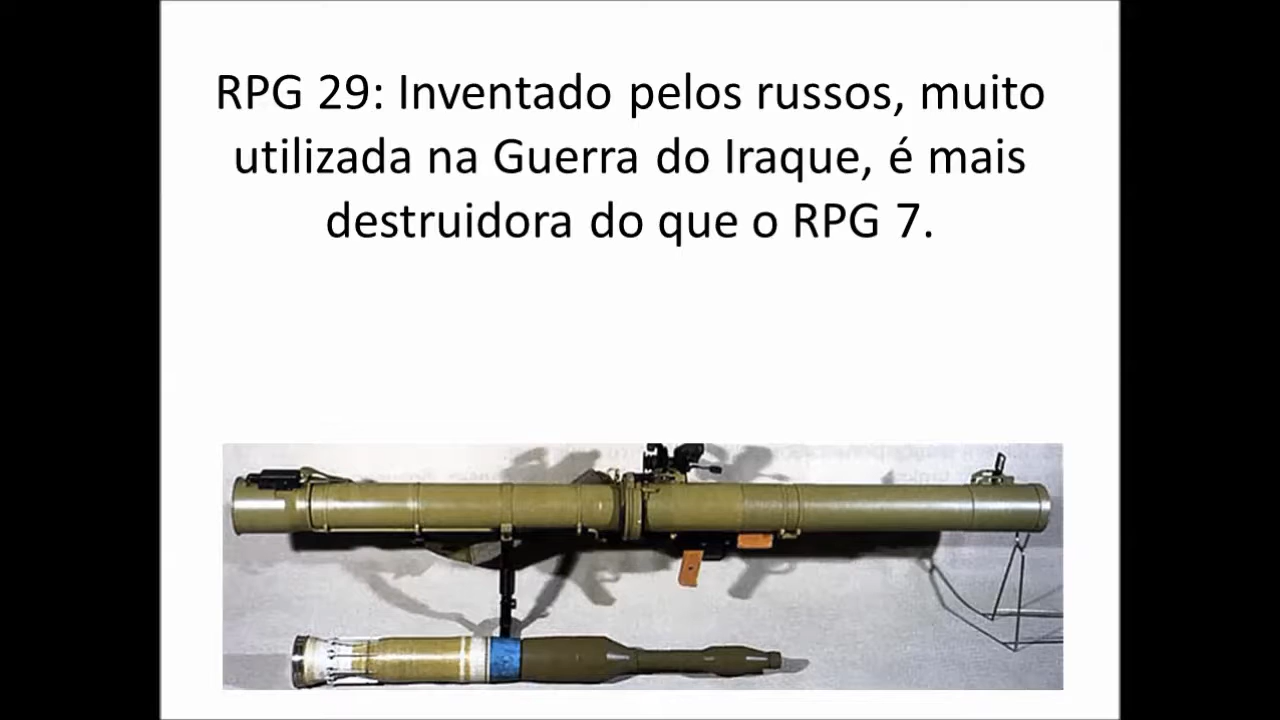 RPG 29: Inventado pelos russos, muito
utilizada na Guerra do Iraque, é mais
destruidora do que o RPG 7.